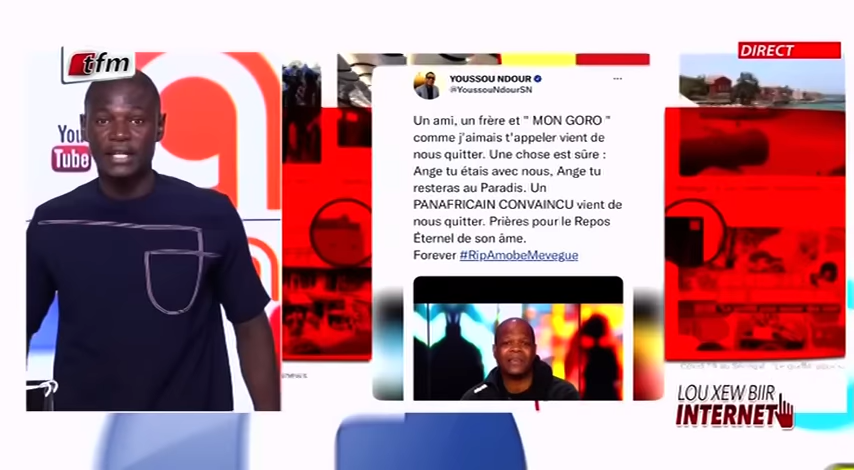 tfm
DIRECT
You
Tube
YOUSSOU NDOUR
@YoussouNdourSN
Un ami, un frère et " MON GORO "
comme j'aimais t'appeler vient de
nous quitter. Une chose est sûre :
Ange tu étais avec nous, Ange tu
resteras au Paradis. Un
PANAFRICAIN CONVAINCU vient de
nous quitter. Prières pour le Repos
Éternel de son âme.
Forever #RipAmobeMevegue
LOU XEW BIIR
INTERNET